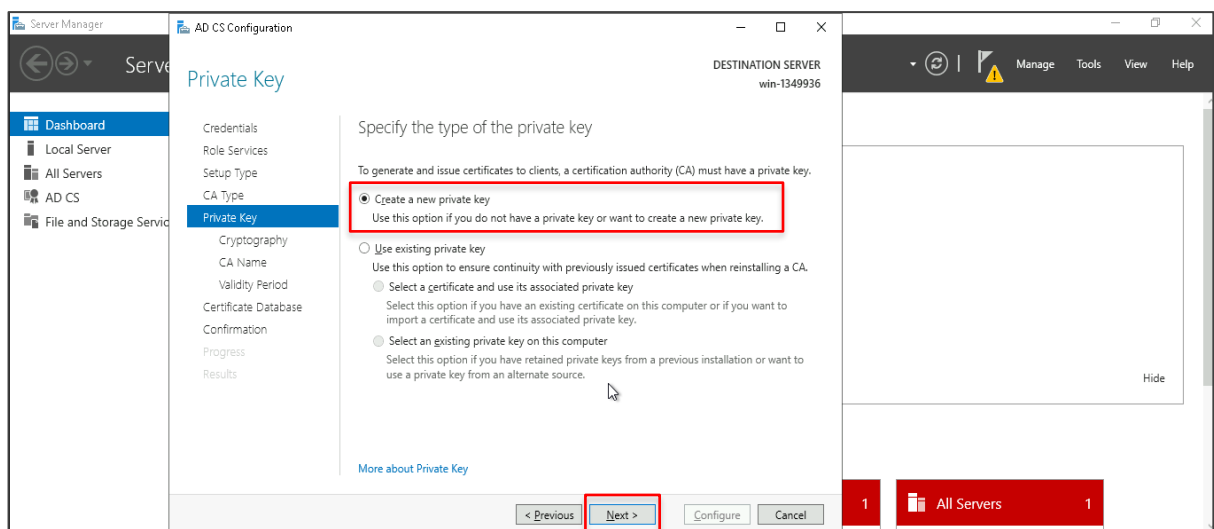 Server Manager
AD CS Configuration
DESTINATION SERVER
win-1349936
Private Key
Manage Tools View Help
Dashboard
Local Server
All Servers
AD CS
File and Storage Servic
Credentials
Role Services
Setup Type
CA Type
Private Key
Cryptography
CA Name
Validity Period
Certificate Database
Confirmation
Progress
Results
Specify the type of the private key
To generate and issue certificates to clients, a certification authority (CA) must have a private key.
Create a new private key
Use this option if you do not have a private key or want to create a new private key.
Use existing private key
Use this option to ensure continuity with previously issued certificates when reinstalling a CA.
Select a certificate and use its associated private key
Select this option if you have an existing certificate on this computer or if you want to
import a certificate and use its associated private key.
Select an existing private key on this computer
Select this option if you have retained private keys from a previous installation or want to
use a private key from an alternate source.
More about Private Key
Hide
< Previous Next > Configure Cancel
1
All Servers 1